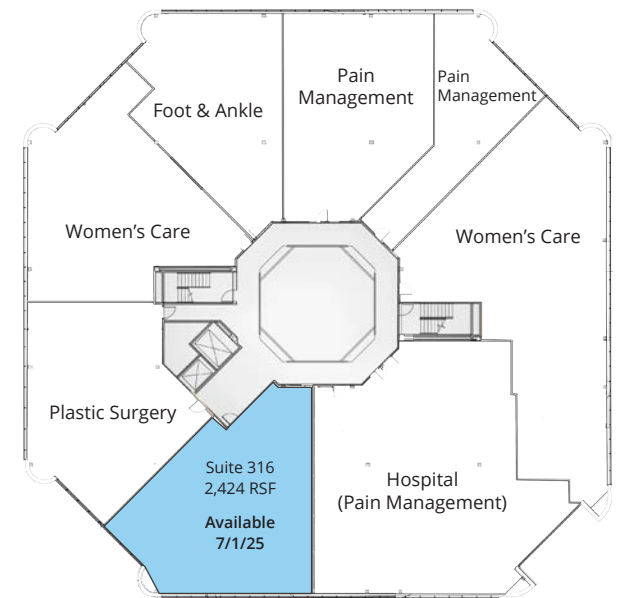 Pain
Management
Pain
Management
Foot & Ankle
Women’s Care
Women’s Care
Plastic Surgery
Suite 316
2,424 RSF
Available
7/1/25
Hospital
(Pain Management)